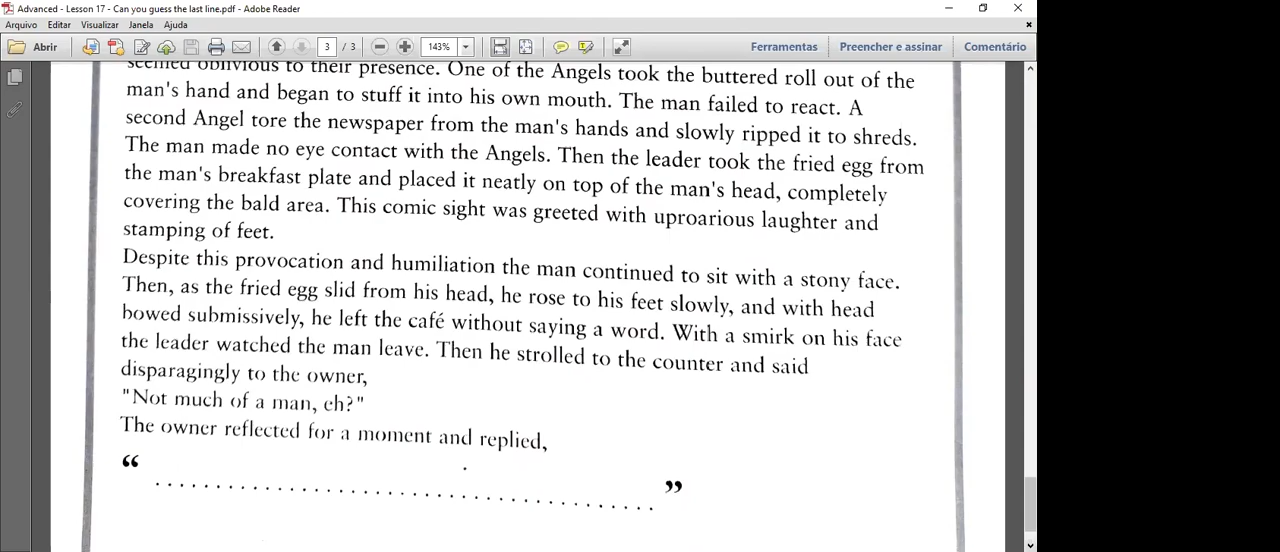 Advanced - Lesson 17 - Can you guess the last line.pdf - Adobe Reader
Arquivo Editar Visualizar Janela Ajuda
Abrir 3 / 3 143% Ferramentas Preencher e assinar Comentário
seemed oblivious to their presence. One of the Angels took the buttered roll out of the
man's hand and began to stuff it into his own mouth. The man failed to react. A
second Angel tore the newspaper from the man's hands and slowly ripped it to shreds.
The man made no eye contact with the Angels. Then the leader took the fried egg from
the man's breakfast plate and placed it neatly on top of the man's head, completely
covering the bald area. This comic sight was greeted with uproarious laughter and
stamping of feet.
Despite this provocation and humiliation the man continued to sit with a stony face.
Then, as the fried egg slid from his head, he rose to his feet slowly, and with head
bowed submissively, he left the café without saying a word. With a smirk on his face
the leader watched the man leave. Then he strolled to the counter and said
disparagingly to the owner,
"Not much of a man, eh?"
The owner reflected for a moment and replied,
“ ........................................ ”